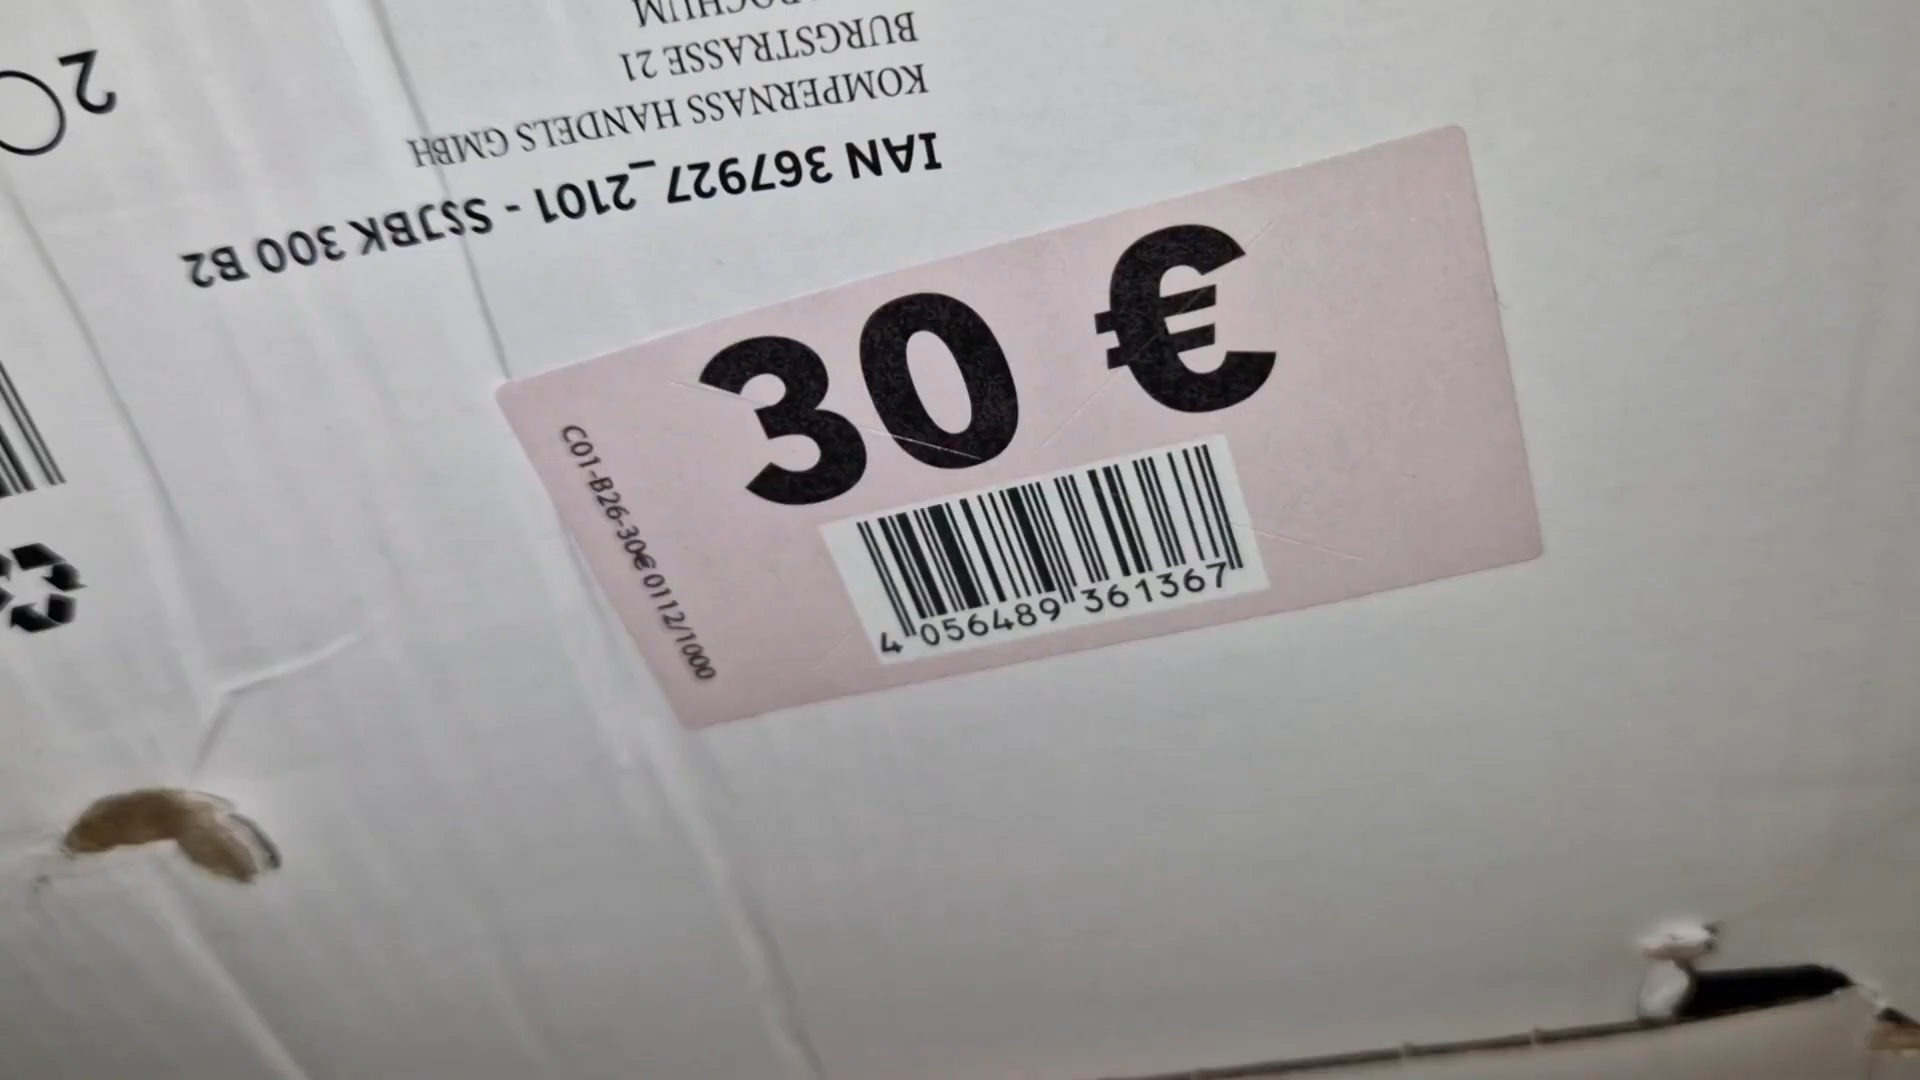 30 €
C01-B26-30€ 0112/1000
4 056489 361367
IAN 367927_2101 - SSJBK 300 B2
KOMPERNASS HANDELS GMBH
BURGSTRASSE 21
2